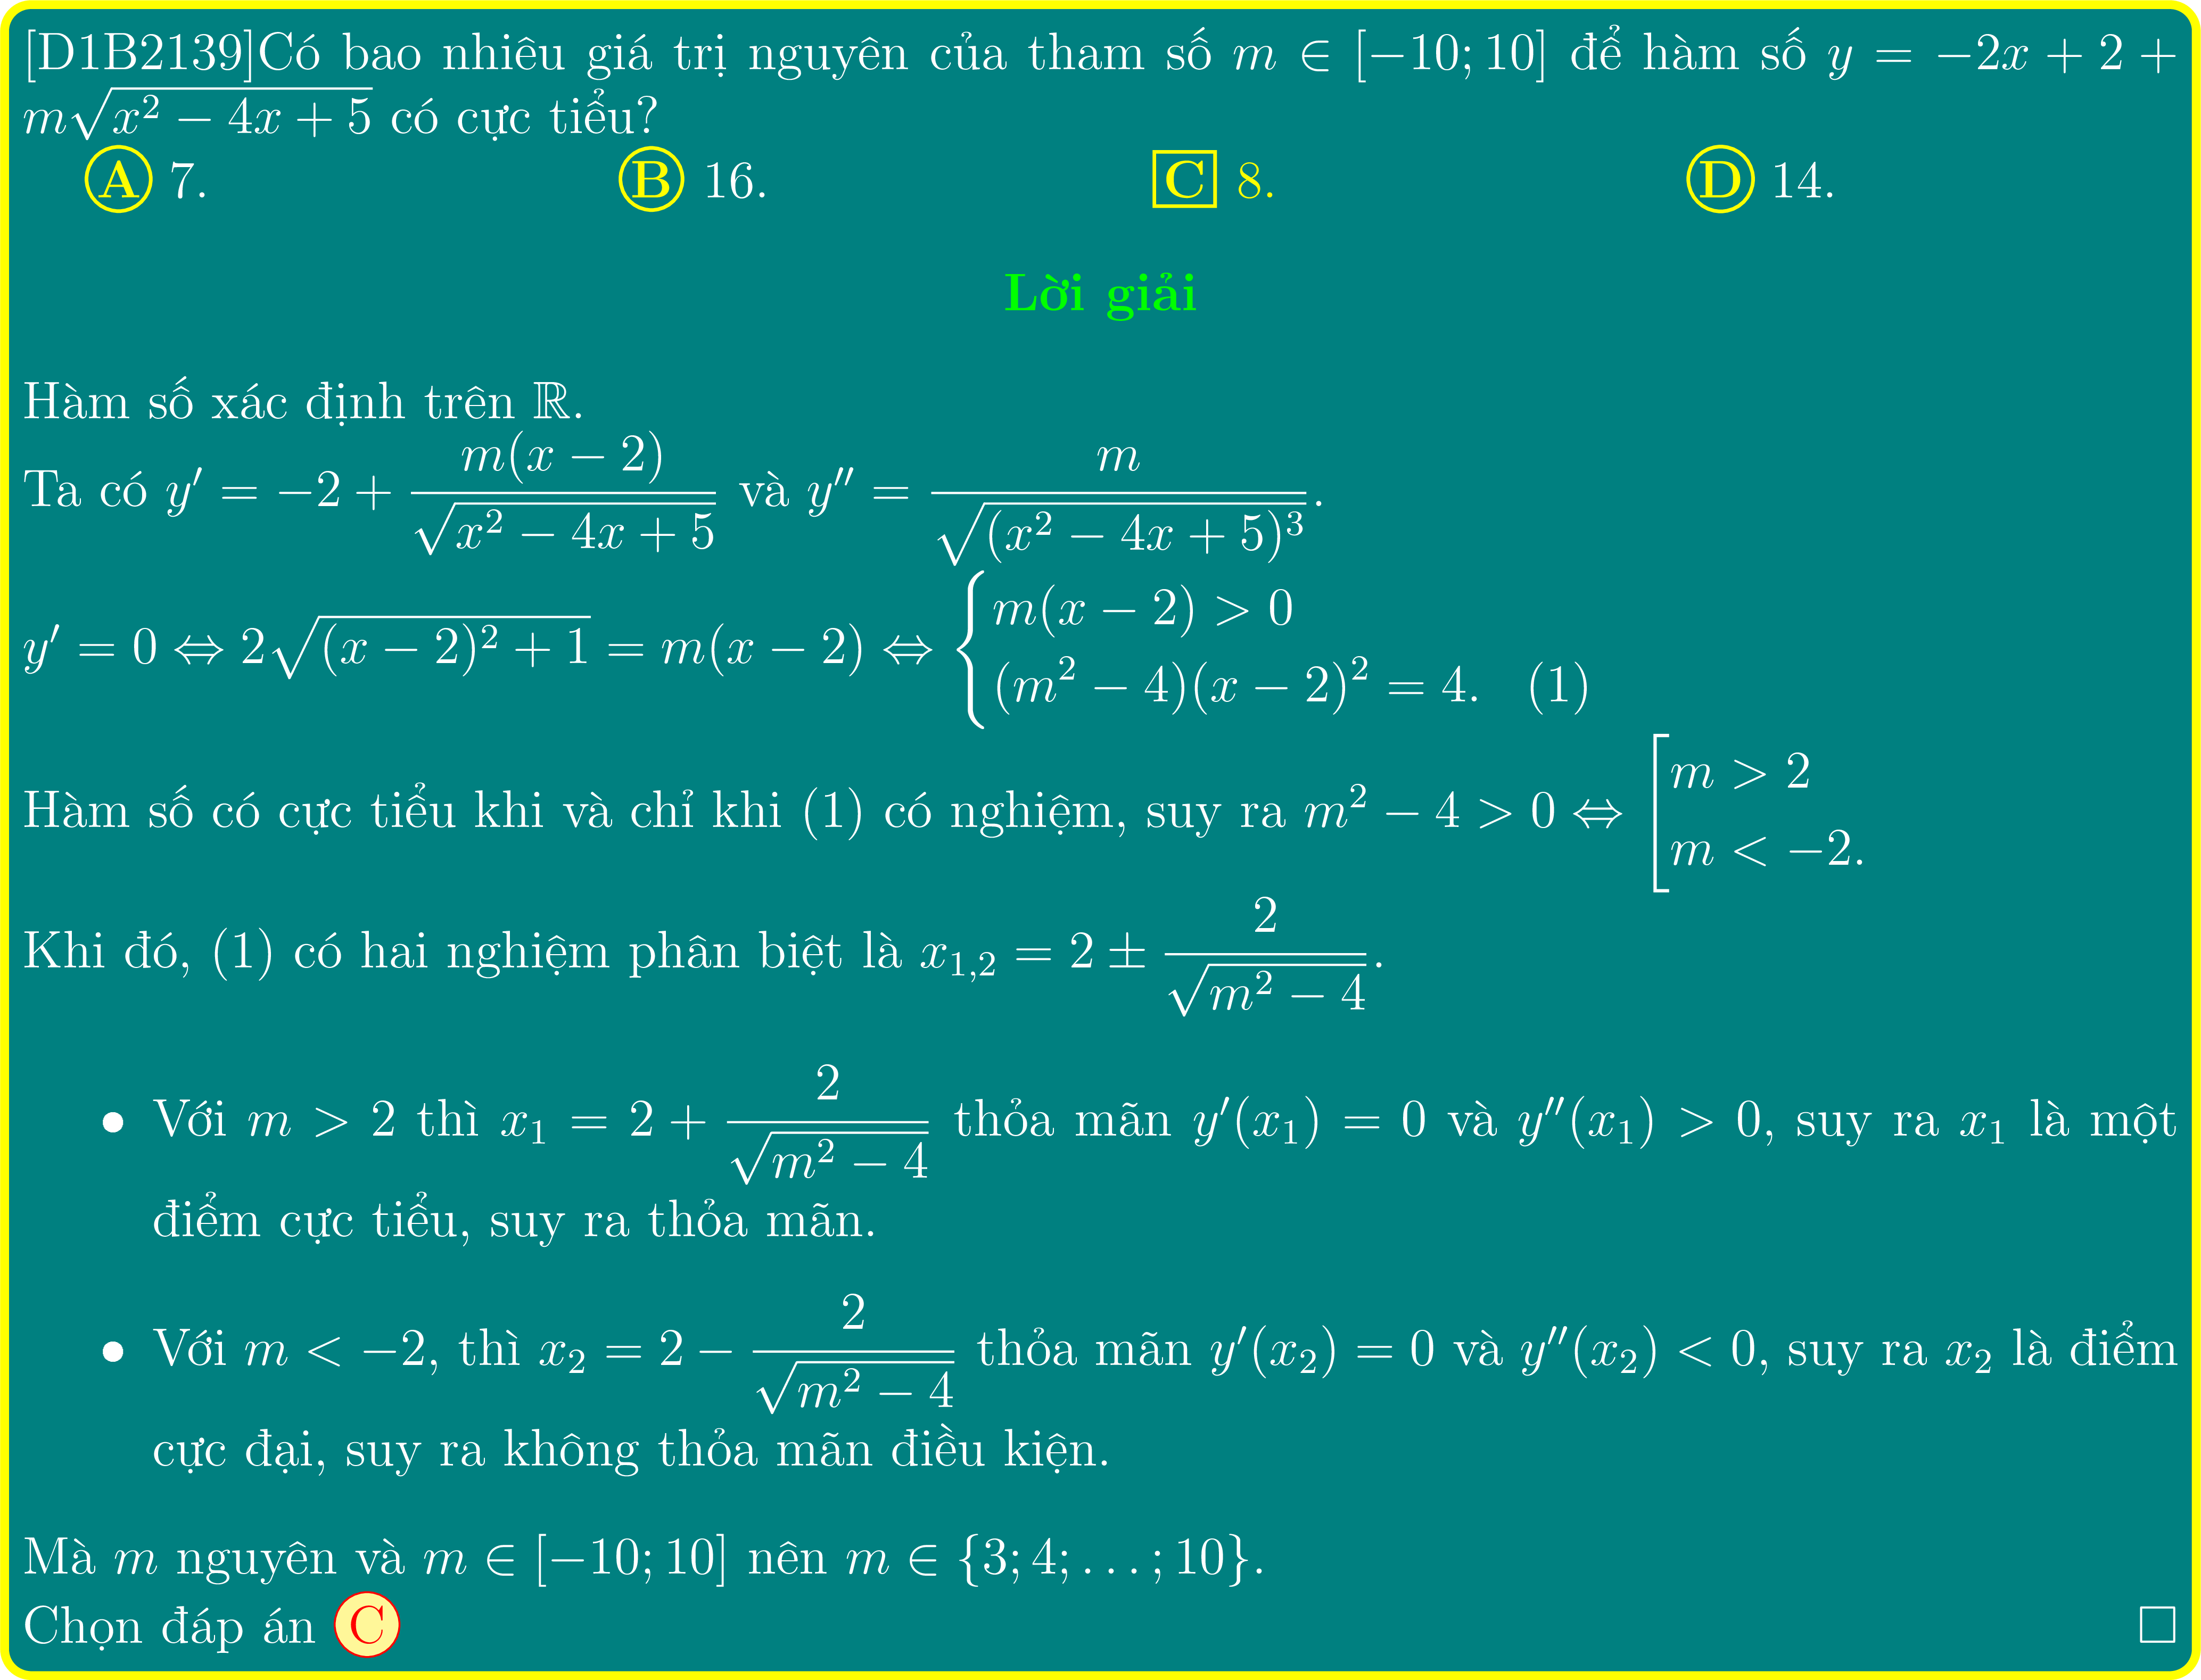 [D1B2139]Có bao nhiêu giá trị nguyên của tham số $m \in [-10; 10]$ để hàm số $y = -2x + 2 +$
$m\sqrt{x^2 - 4x + 5}$ có cực tiểu?
A 7. B 16. C 8. D 14.
Lời giải
Hàm số xác định trên $\mathbb{R}$.
Ta có $y' = -2 + \dfrac{m(x-2)}{\sqrt{x^2 - 4x + 5}}$ và $y'' = \dfrac{m}{\sqrt{(x^2 - 4x + 5)^3}}$.
$y' = 0 \Leftrightarrow 2\sqrt{(x-2)^2 + 1} = m(x-2) \Leftrightarrow \begin{cases} m(x-2) > 0 \\ (m^2 - 4)(x-2)^2 = 4. \quad (1) \end{cases}$
Hàm số có cực tiểu khi và chỉ khi (1) có nghiệm, suy ra $m^2 - 4 > 0 \Leftrightarrow \left[\begin{array}{l} m > 2 \\ m < -2. \end{array}\right.$
Khi đó, (1) có hai nghiệm phân biệt là $x_{1,2} = 2 \pm \dfrac{2}{\sqrt{m^2 - 4}}$.
• Với $m > 2$ thì $x_1 = 2 + \dfrac{2}{\sqrt{m^2 - 4}}$ thỏa mãn $y'(x_1) = 0$ và $y''(x_1) > 0$, suy ra $x_1$ là một
điểm cực tiểu, suy ra thỏa mãn.
• Với $m < -2$, thì $x_2 = 2 - \dfrac{2}{\sqrt{m^2 - 4}}$ thỏa mãn $y'(x_2) = 0$ và $y''(x_2) < 0$, suy ra $x_2$ là điểm
cực đại, suy ra không thỏa mãn điều kiện.
Mà $m$ nguyên và $m \in [-10; 10]$ nên $m \in \{3; 4; \ldots; 10\}$.
Chọn đáp án C □